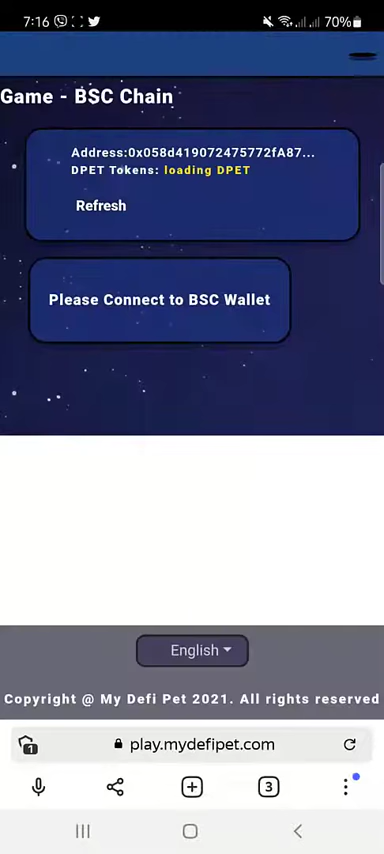 7:16
70%
Game - BSC Chain
Address:0x058d419072475772fA87...
DPET Tokens: loading DPET
Refresh
Please Connect to BSC Wallet
English
Copyright @ My Defi Pet 2021. All rights reserved
1
play.mydefipet.com
3